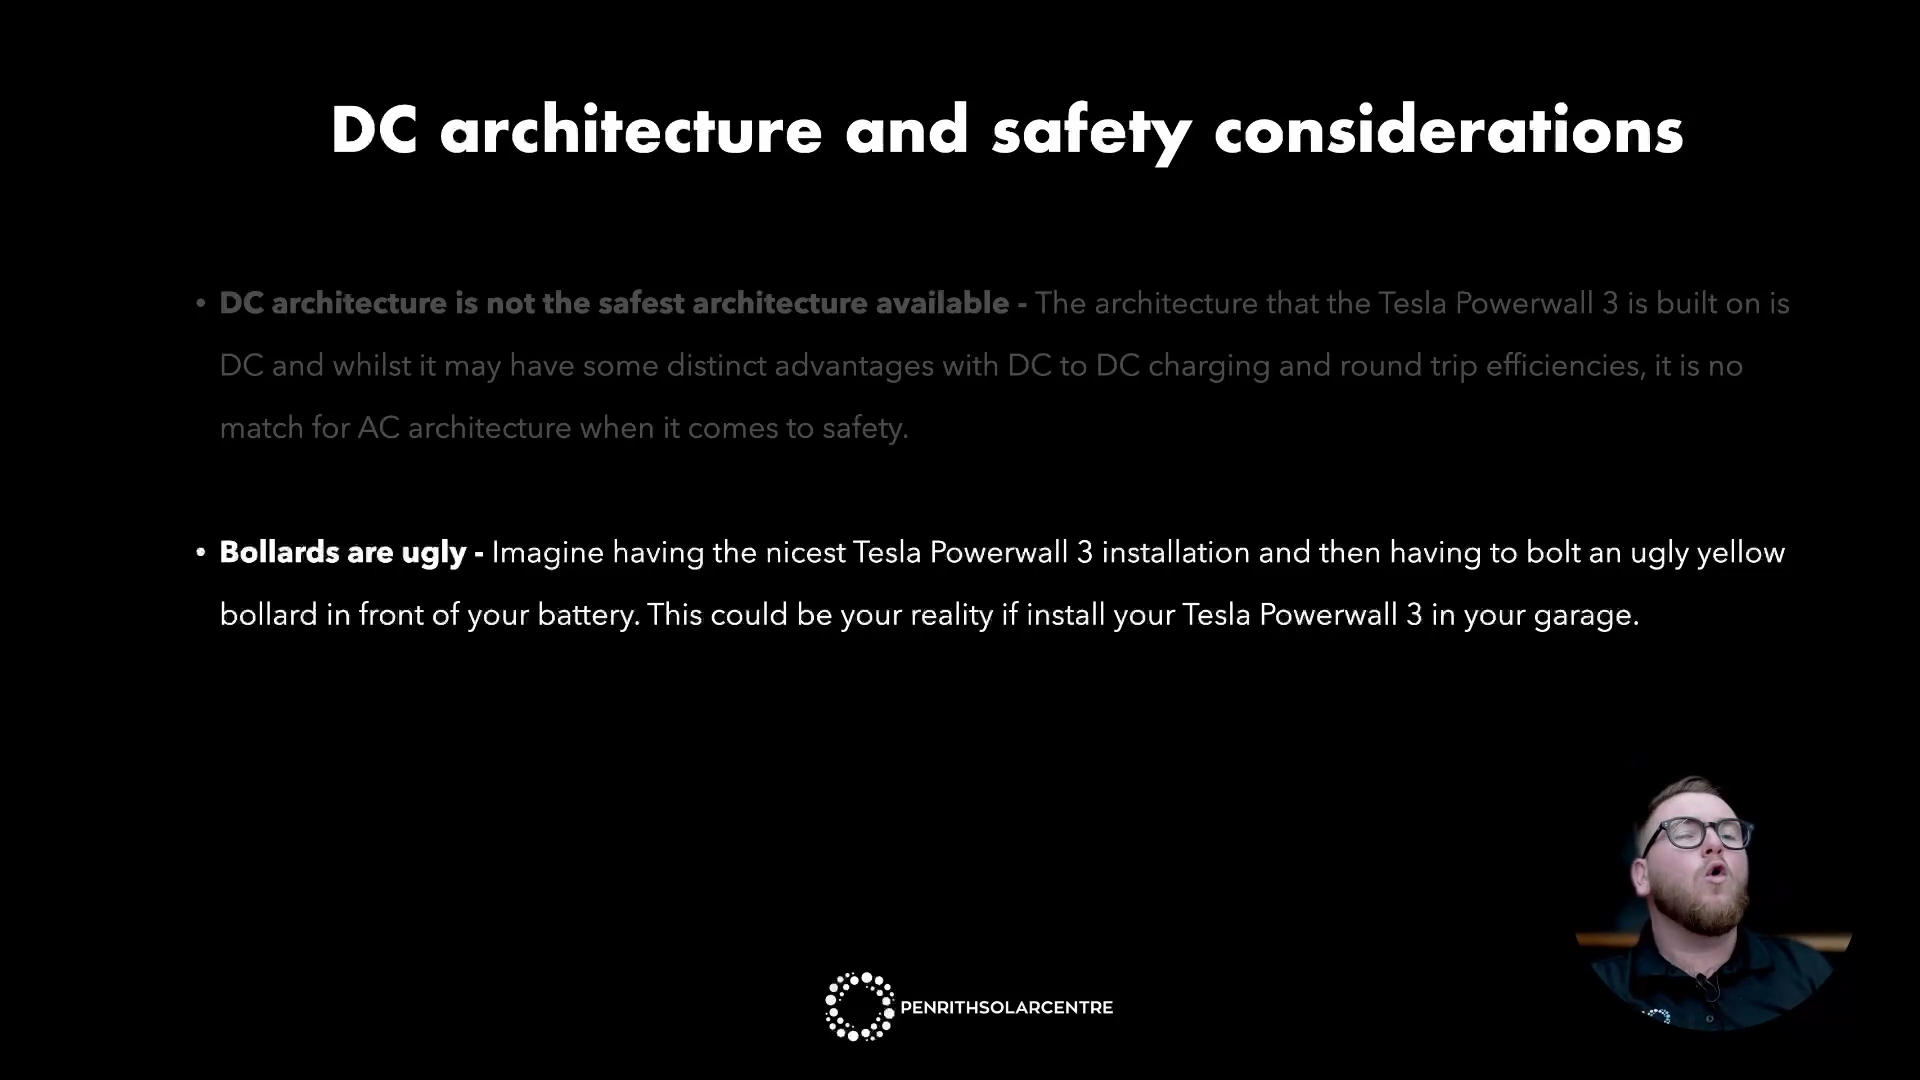 DC architecture and safety considerations
• DC architecture is not the safest architecture available - The architecture that the Tesla Powerwall 3 is built on is
DC and whilst it may have some distinct advantages with DC to DC charging and round trip efficiencies, it is no
match for AC architecture when it comes to safety.
• Bollards are ugly - Imagine having the nicest Tesla Powerwall 3 installation and then having to bolt an ugly yellow
bollard in front of your battery. This could be your reality if install your Tesla Powerwall 3 in your garage.
PENRITHSOLARCENTRE